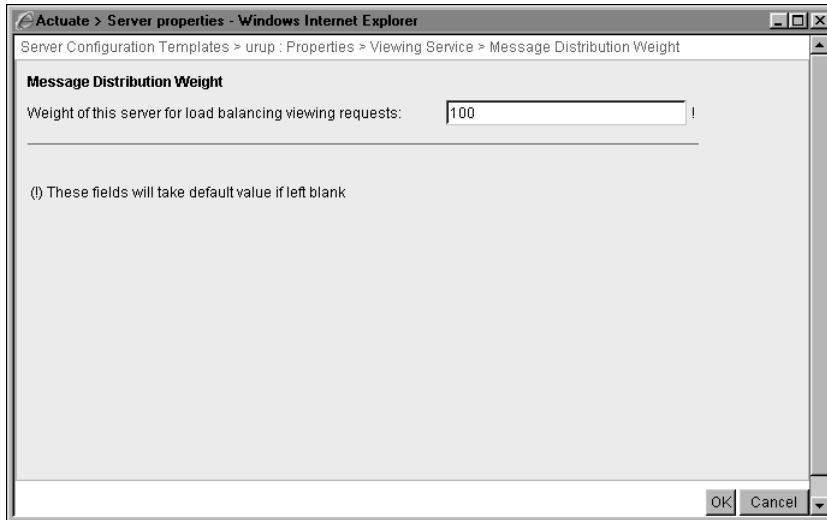 Actuate > Server properties - Windows Internet Explorer
Server Configuration Templates > urup : Properties > Viewing Service > Message Distribution Weight
Message Distribution Weight
Weight of this server for load balancing viewing requests: 100 !
(!) These fields will take default value if left blank
OK Cancel